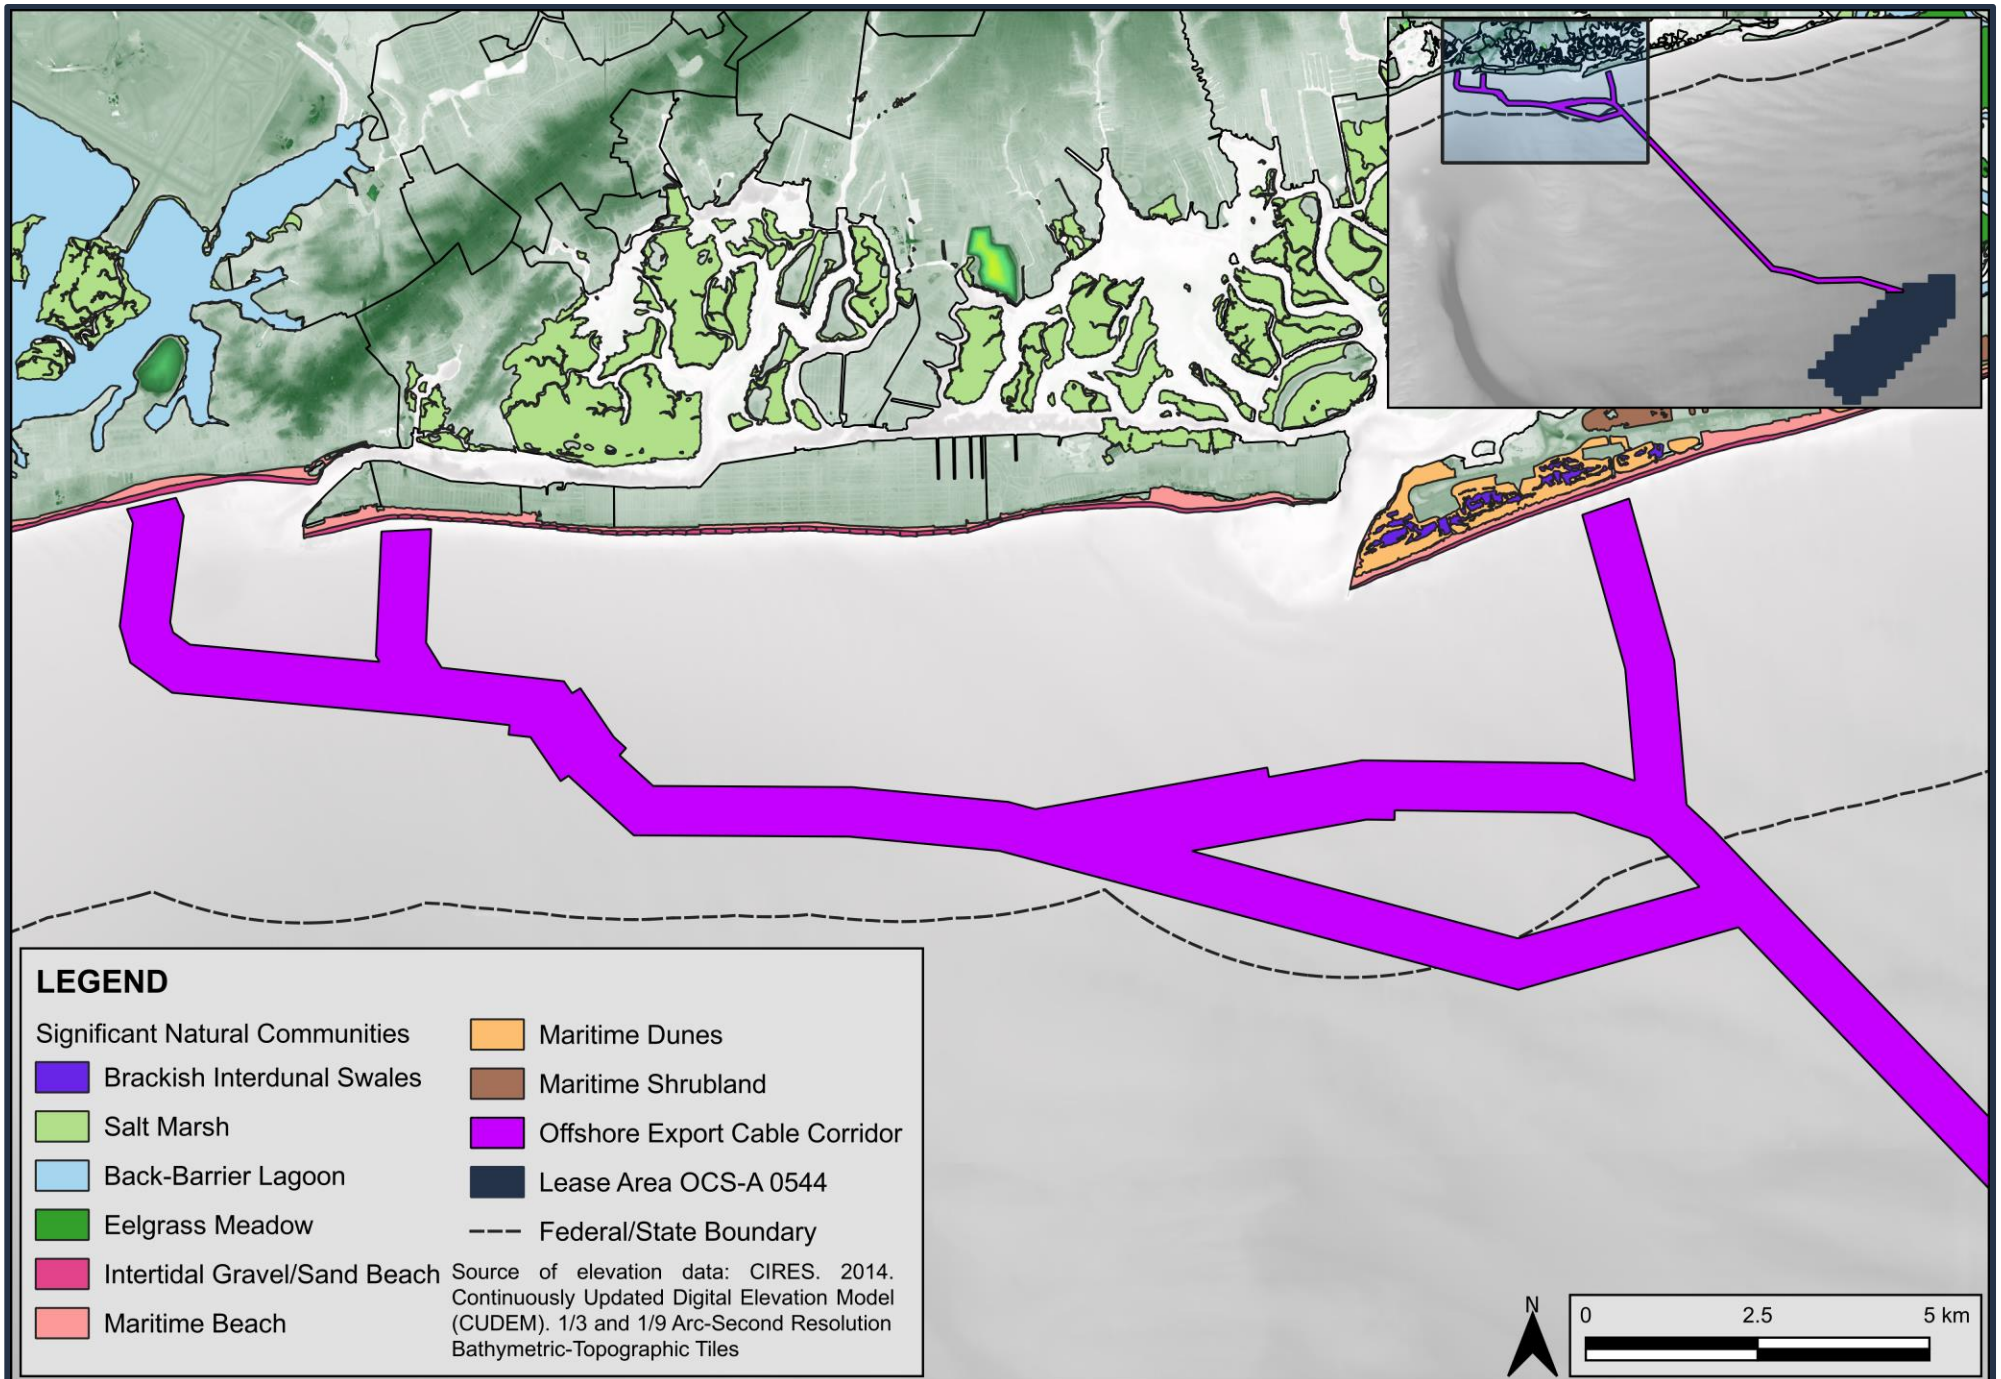 LEGEND
Significant Natural Communities
Brackish Interdunal Swales
Salt Marsh
Back-Barrier Lagoon
Eelgrass Meadow
Intertidal Gravel/Sand Beach
Maritime Beach
Maritime Dunes
Maritime Shrubland
Offshore Export Cable Corridor
Lease Area OCS-A 0544
Federal/State Boundary
Source of elevation data: CIRES. 2014.
Continuously Updated Digital Elevation Model
(CUDEM). 1/3 and 1/9 Arc-Second Resolution
Bathymetric-Topographic Tiles
N
0 2.5 5 km